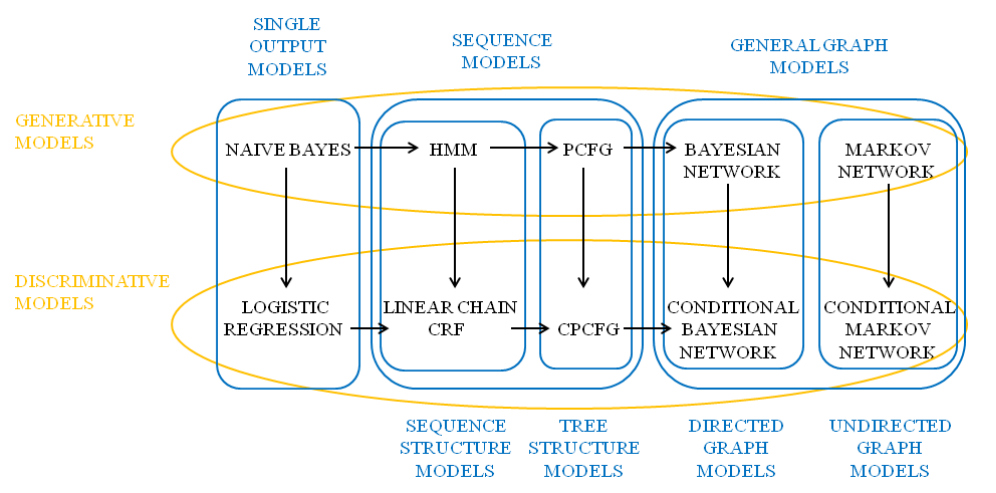 SINGLE
OUTPUT
MODELS
SEQUENCE
MODELS
GENERAL GRAPH
MODELS
GENERATIVE
MODELS
NAIVE BAYES
HMM
PCFG
BAYESIAN
NETWORK
MARKOV
NETWORK
DISCRIMINATIVE
MODELS
LOGISTIC
REGRESSION
LINEAR CHAIN
CRF
CPCFG
CONDITIONAL
BAYESIAN
NETWORK
CONDITIONAL
MARKOV
NETWORK
SEQUENCE
STRUCTURE
MODELS
TREE
STRUCTURE
MODELS
DIRECTED
GRAPH
MODELS
UNDIRECTED
GRAPH
MODELS